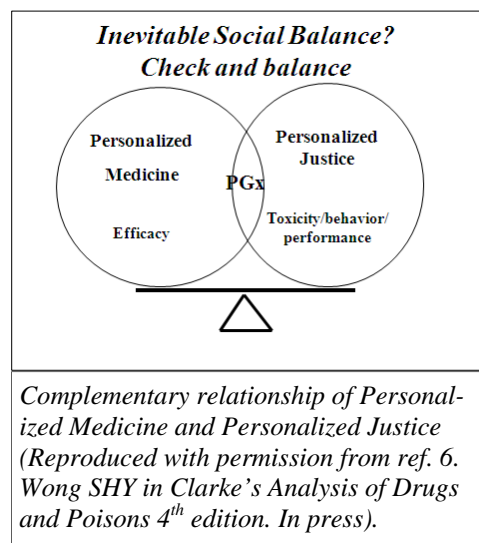 Inevitable Social Balance?
Check and balance
Personalized
Medicine
Efficacy
PGx
Personalized
Justice
Toxicity/behavior/
performance
Complementary relationship of Personal-
ized Medicine and Personalized Justice
(Reproduced with permission from ref. 6.
Wong SHY in Clarke's Analysis of Drugs
and Poisons 4th edition. In press).